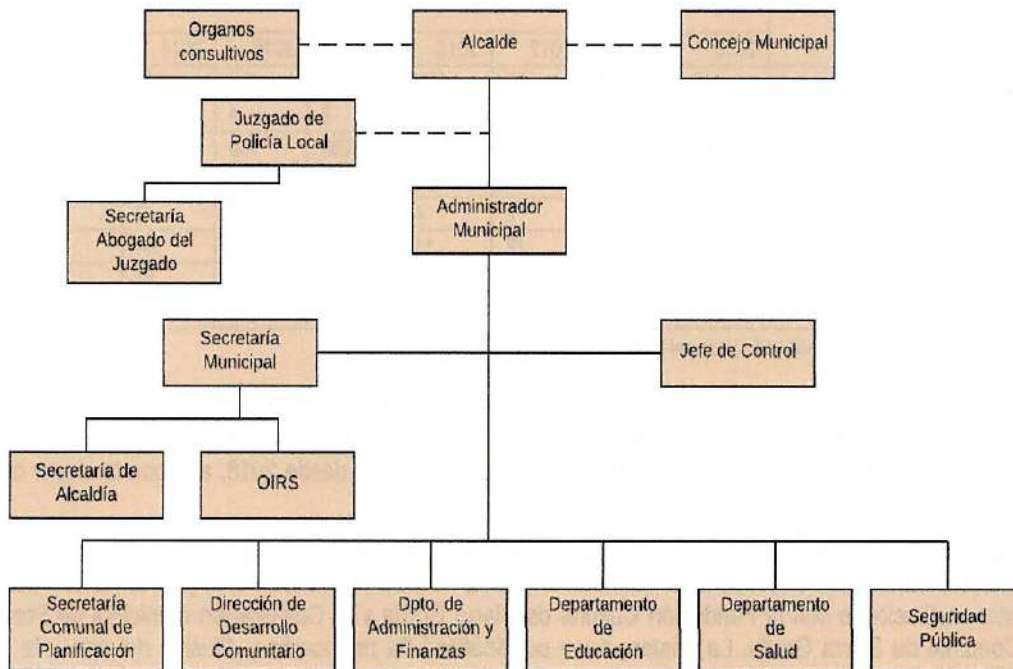 Organos
consultivos
Alcalde
Concejo Municipal
Juzgado de
Policía Local
Secretaría
Abogado del
Juzgado
Administrador
Municipal
Secretaría
Municipal
Jefe de Control
Secretaría de
Alcaldía
OIRS
Secretaría
Comunal de
Planificación
Dirección de
Desarrollo
Comunitario
Dpto. de
Administración y
Finanzas
Departamento
de
Educación
Departamento
de
Salud
Seguridad
Pública